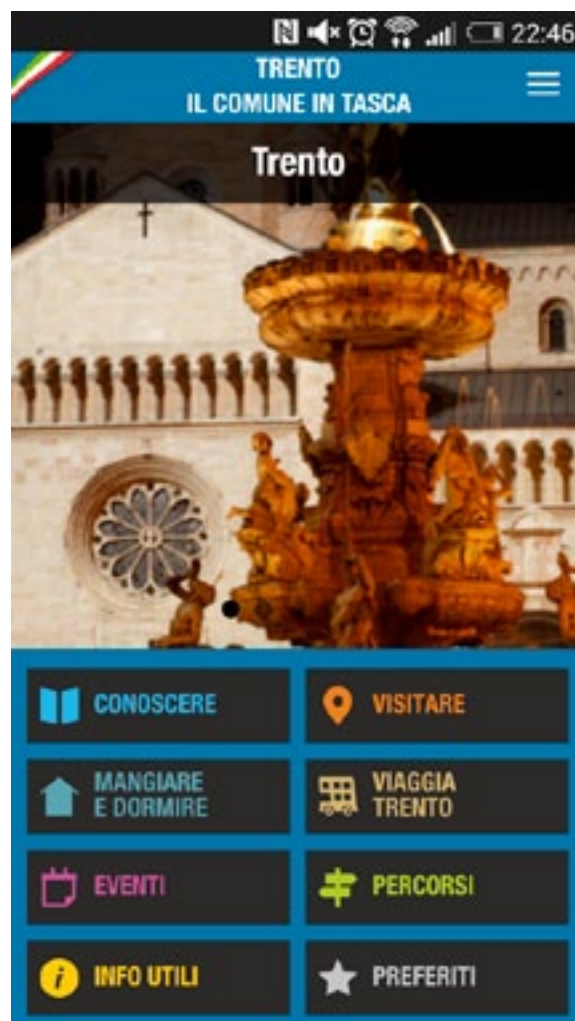 22:46
TRENTO
IL COMUNE IN TASCA
Trento
CONOSCERE
VISITARE
MANGIARE
E DORMIRE
VIAGGIA
TRENTO
EVENTI
PERCORSI
INFO UTILI
PREFERITI